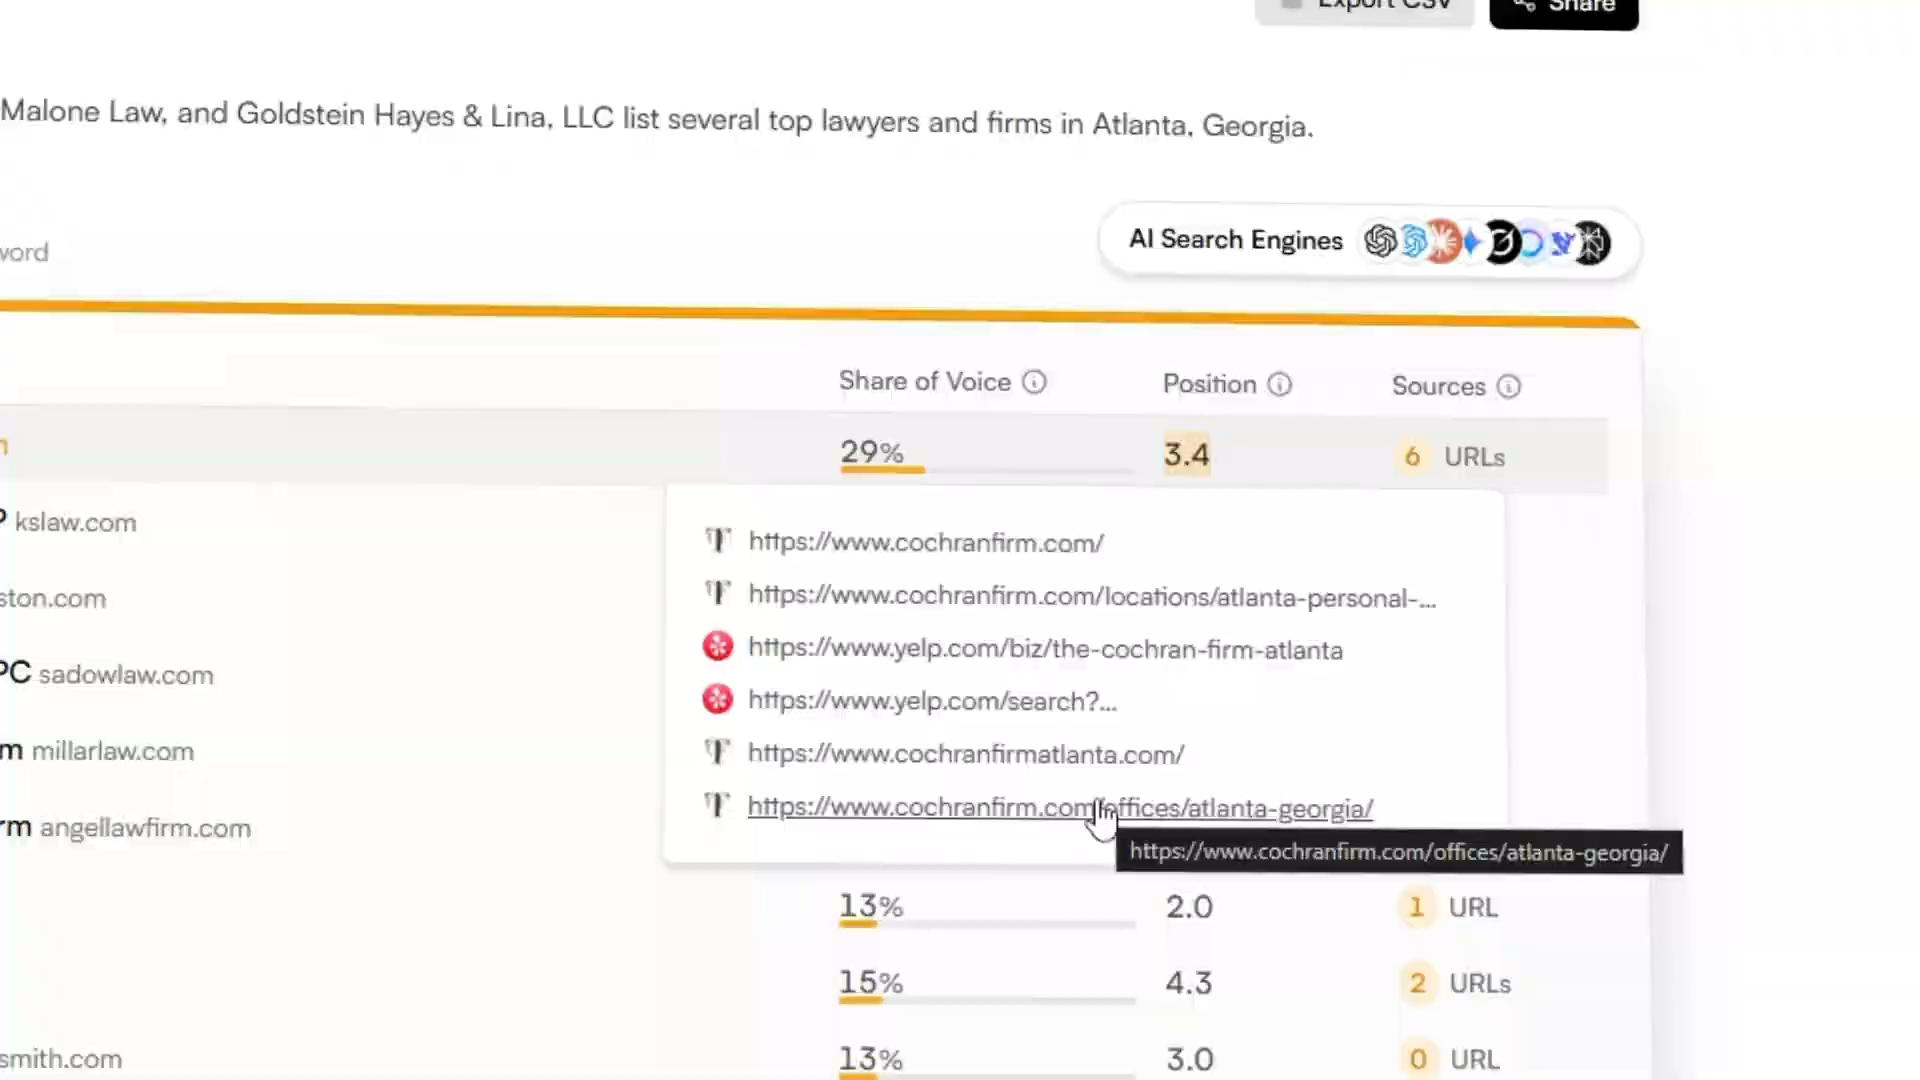 Export CSV
Share
Malone Law, and Goldstein Hayes & Lina, LLC list several top lawyers and firms in Atlanta, Georgia.
AI Search Engines
word
Share of Voice
Position
Sources
29%
3.4
6 URLs
https://www.cochranfirm.com/
kslaw.com
https://www.cochranfirm.com/locations/atlanta-personal-...
ston.com
https://www.yelp.com/biz/the-cochran-firm-atlanta
PC sadowlaw.com
https://www.yelp.com/search?...
m millarlaw.com
https://www.cochranfirmatlanta.com/
https://www.cochranfirm.com/offices/atlanta-georgia/
rm angellawfirm.com
https://www.cochranfirm.com/offices/atlanta-georgia/
13%
2.0
1 URL
15%
4.3
2 URLs
smith.com
13%
3.0
0 URL